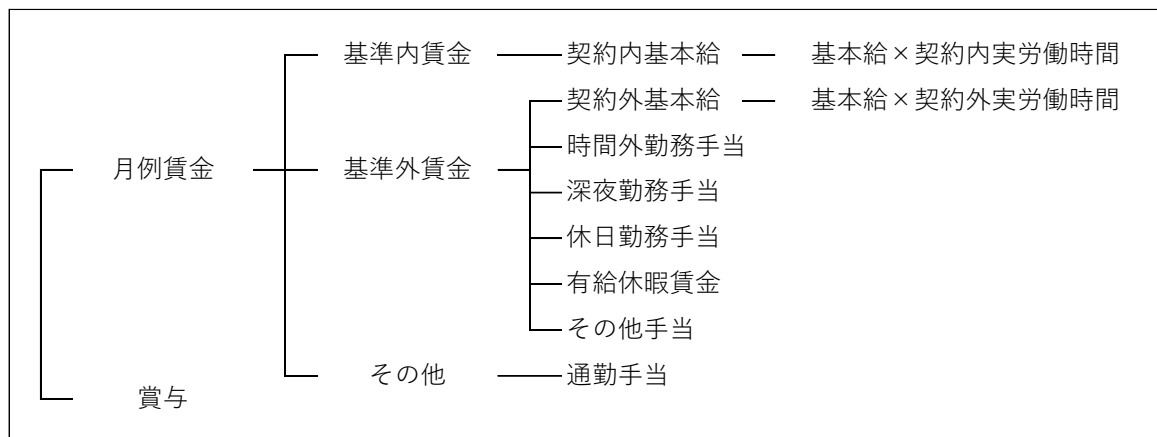 基準内賃金 契約内基本給 基本給×契約内実労働時間
契約外基本給 基本給×契約外実労働時間
時間外勤務手当
月例賃金 基準外賃金
深夜勤務手当
休日勤務手当
有給休暇賃金
その他手当
その他 通勤手当
賞与